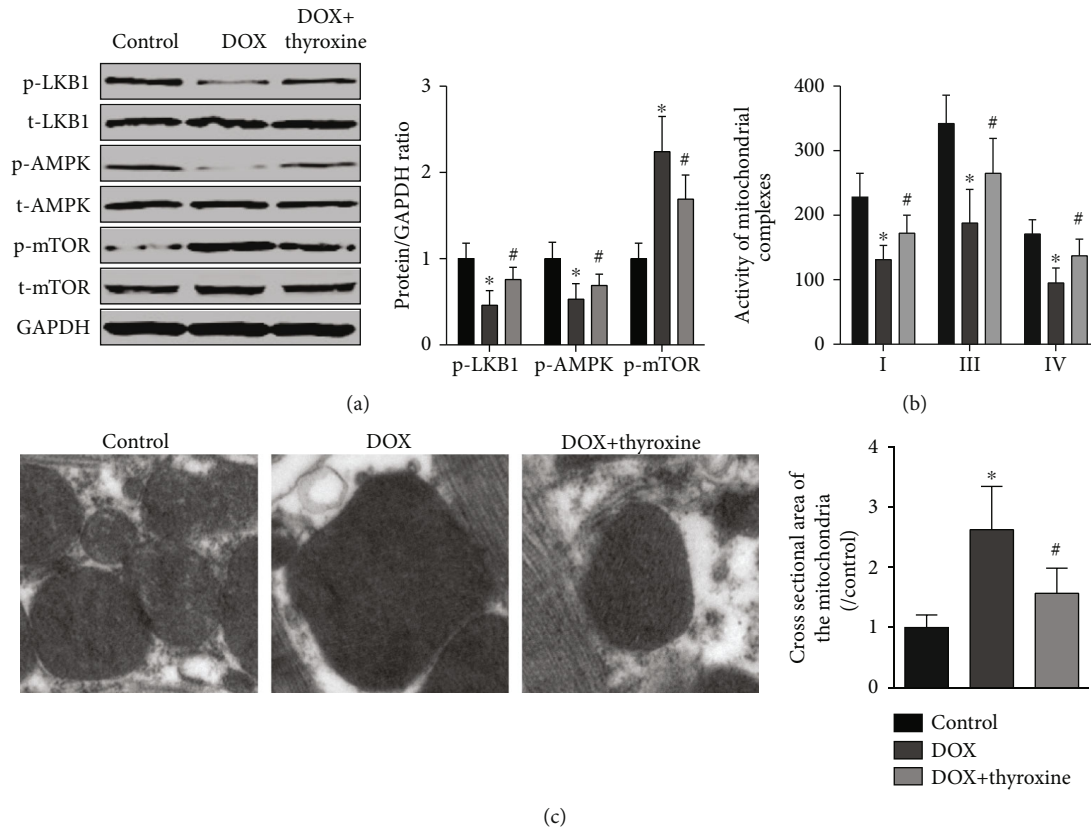 DOX+
Control DOX thyroxine
p-LKB1
t-LKB1
p-AMPK
t-AMPK
p-mTOR
t-mTOR
GAPDH
Protein/GAPDH ratio
3
2
1
0
* # * # * #
p-LKB1 p-AMPK p-mTOR
(a)
Activity of mitochondrial
complexes
400
300
200
100
0
* # * # * #
I III IV
(b)
Control DOX DOX+thyroxine
Cross sectional area of
the mitochondria
(/control)
4
3
2
1
0
* #
Control
DOX
DOX+thyroxine
(c)